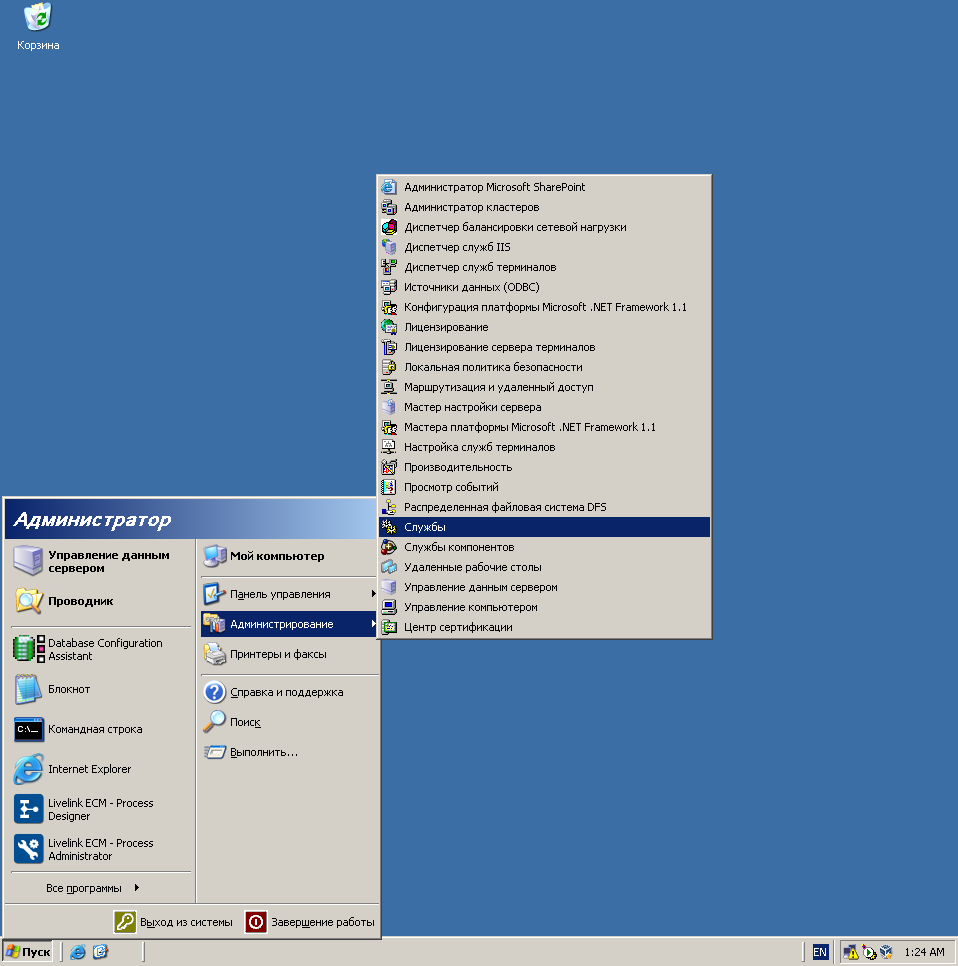 Корзина
Администратор Microsoft SharePoint
Администратор кластеров
Диспетчер балансировки сетевой нагрузки
Диспетчер служб IIS
Диспетчер служб терминалов
Источники данных (ODBC)
Конфигурация платформы Microsoft .NET Framework 1.1
Лицензирование
Лицензирование сервера терминалов
Локальная политика безопасности
Маршрутизация и удаленный доступ
Мастер настройки сервера
Мастера платформы Microsoft .NET Framework 1.1
Настройка служб терминалов
Производительность
Просмотр событий
Распределенная файловая система DFS
Службы
Службы компонентов
Удаленные рабочие столы
Управление данным сервером
Управление компьютером
Центр сертификации
Администратор
Управление данным
сервером
Проводник
Database Configuration
Assistant
Блокнот
C:\_
Командная строка
Internet Explorer
Livelink ECM - Process
Designer
Livelink ECM - Process
Administrator
Все программы
Мой компьютер
Панель управления
Администрирование
Принтеры и факсы
Справка и поддержка
Поиск
Выполнить...
Выход из системы
Завершение работы
Пуск
EN
1:24 AM